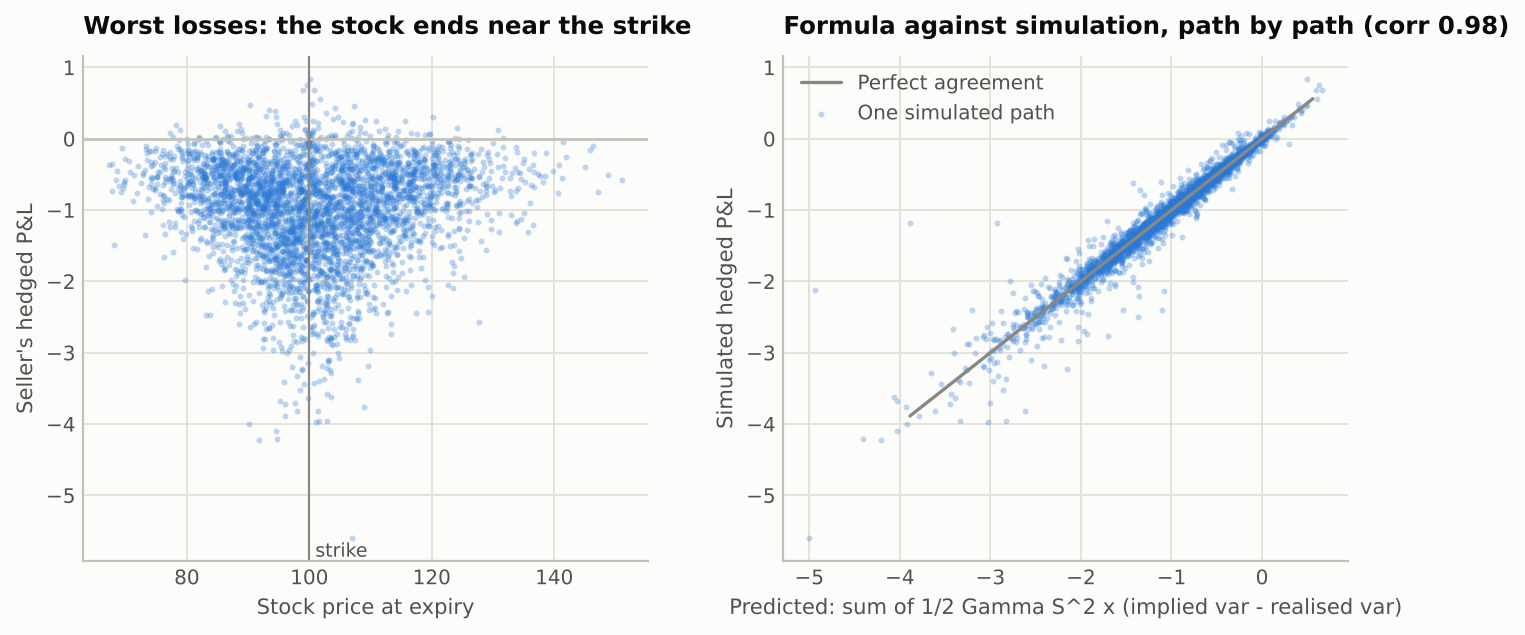 Worst losses: the stock ends near the strike
1
0
−1
−2
−3
−4
−5
Seller's hedged P&L
strike
80
100
120
140
Stock price at expiry
Formula against simulation, path by path (corr 0.98)
Perfect agreement
One simulated path
1
0
−1
−2
−3
−4
−5
Simulated hedged P&L
−5
−4
−3
−2
−1
0
Predicted: sum of 1/2 Gamma S^2 x (implied var - realised var)